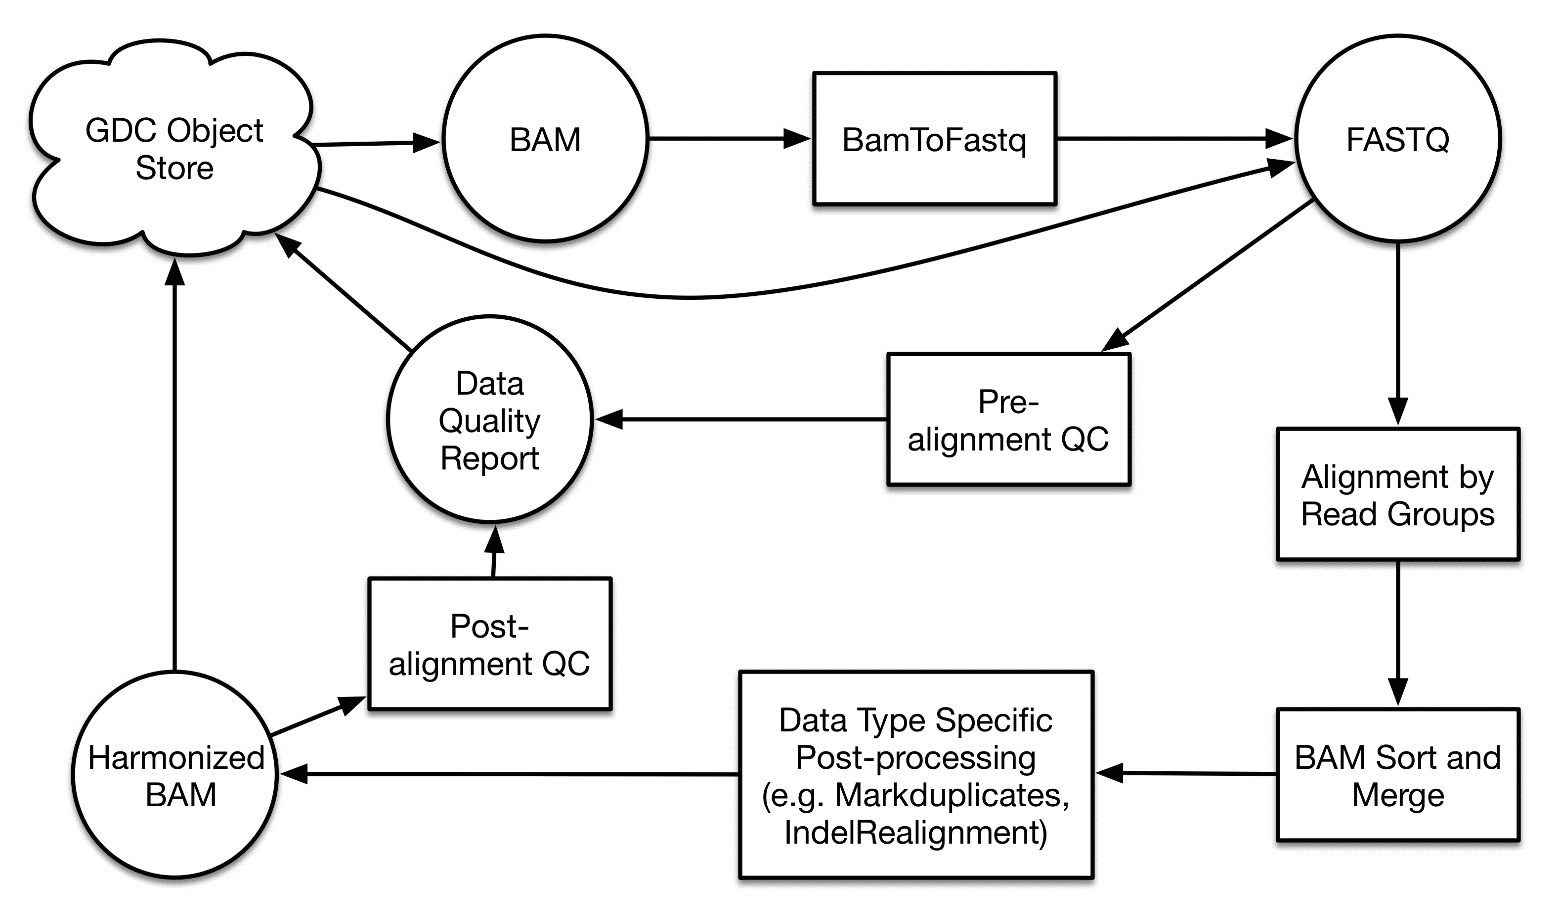 GDC Object
Store
BAM
BamToFastq
FASTQ
Data
Quality
Report
Pre-
alignment QC
Alignment by
Read Groups
Post-
alignment QC
Harmonized
BAM
Data Type Specific
Post-processing
(e.g. Markduplicates,
IndelRealignment)
BAM Sort and
Merge